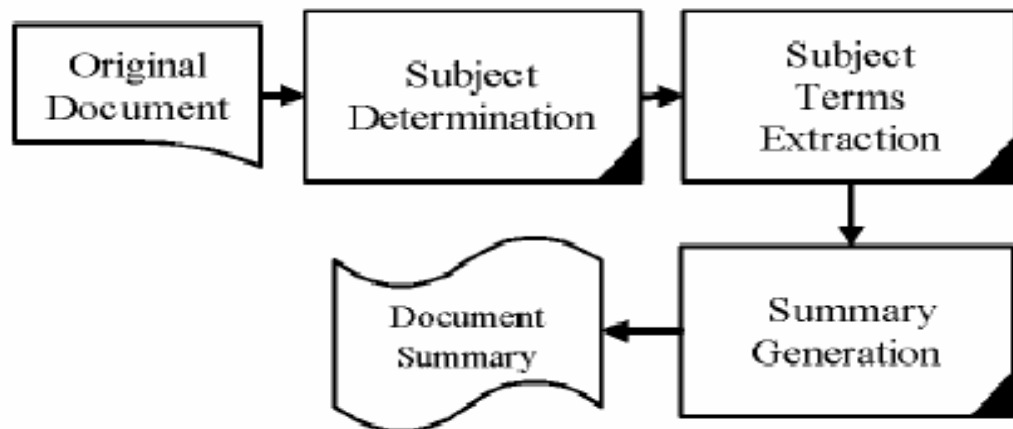 Original
Document
Subject
Determination
Subject
Terms
Extraction
Summary
Generation
Document
Summary